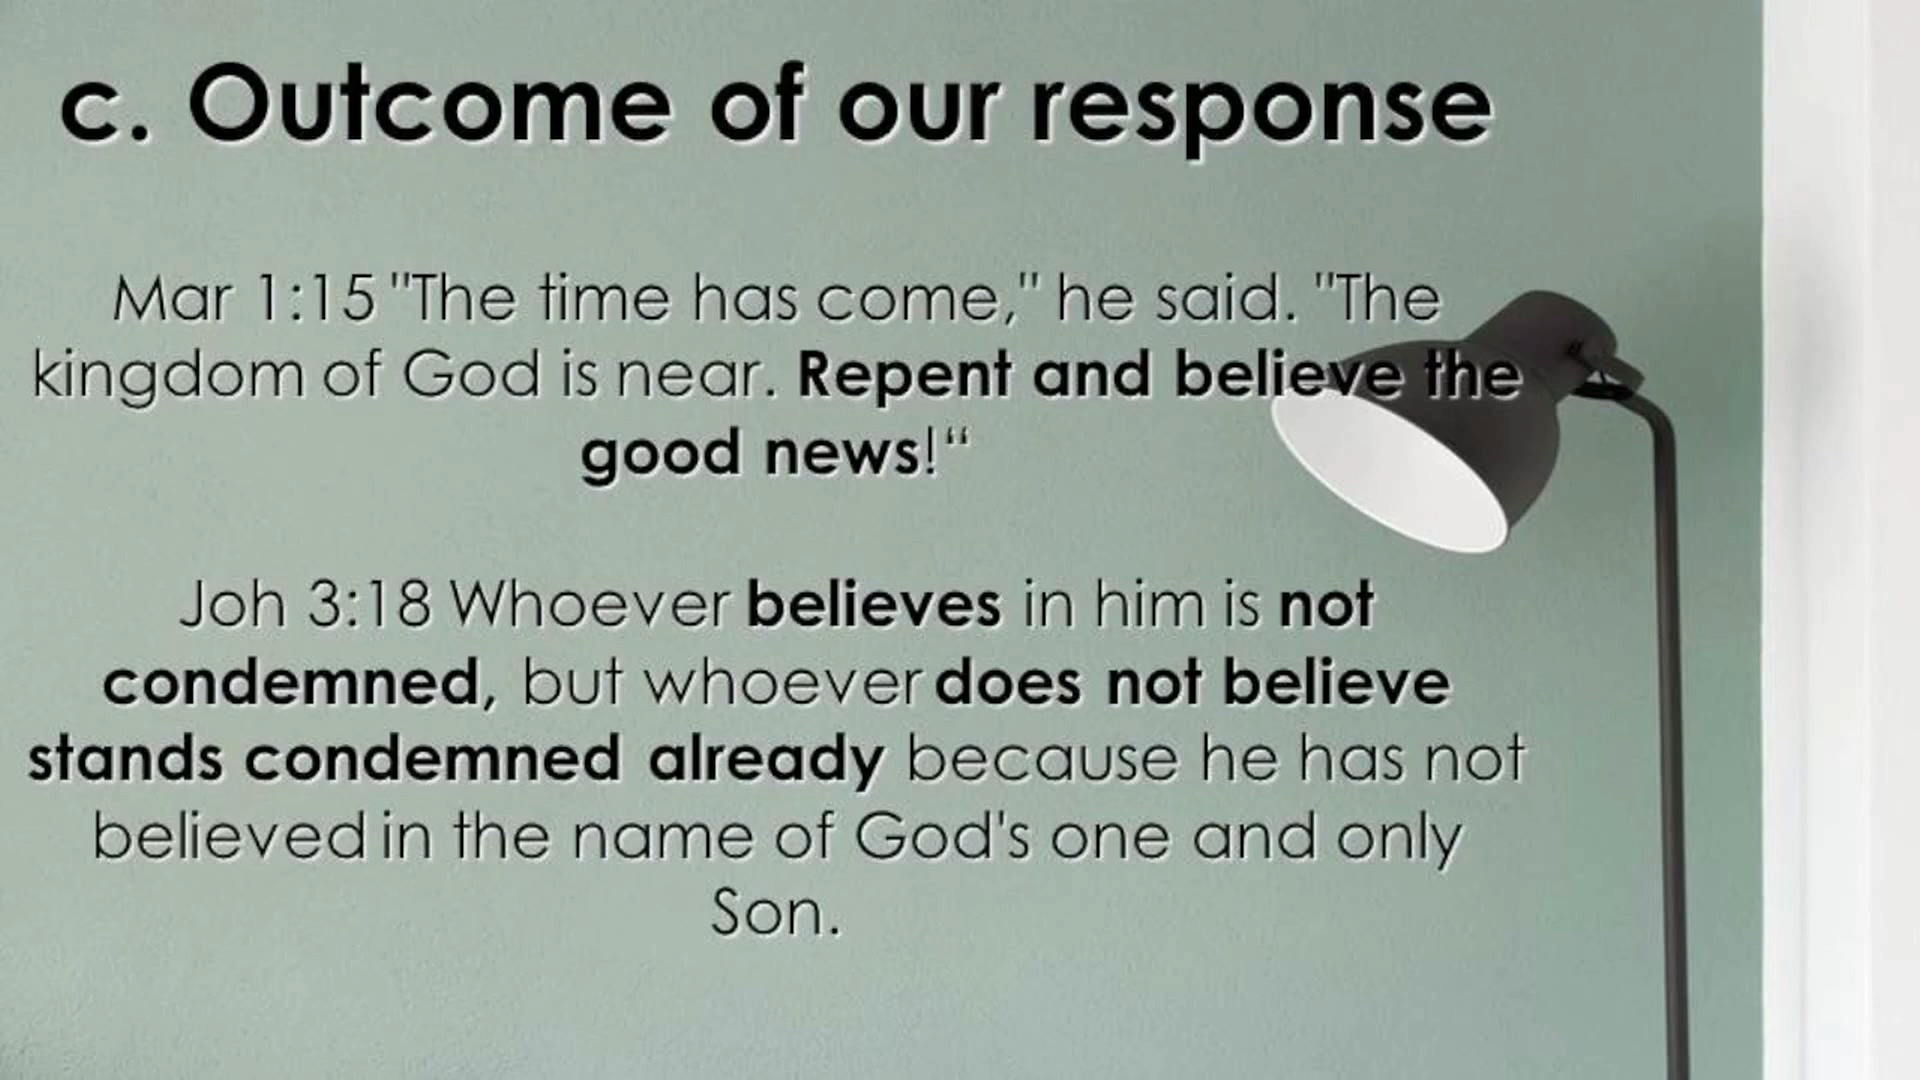 c. Outcome of our response
Mar 1:15 "The time has come," he said. "The
kingdom of God is near. Repent and believe the
good news!“
Joh 3:18 Whoever believes in him is not
condemned, but whoever does not believe
stands condemned already because he has not
believed in the name of God's one and only
Son.